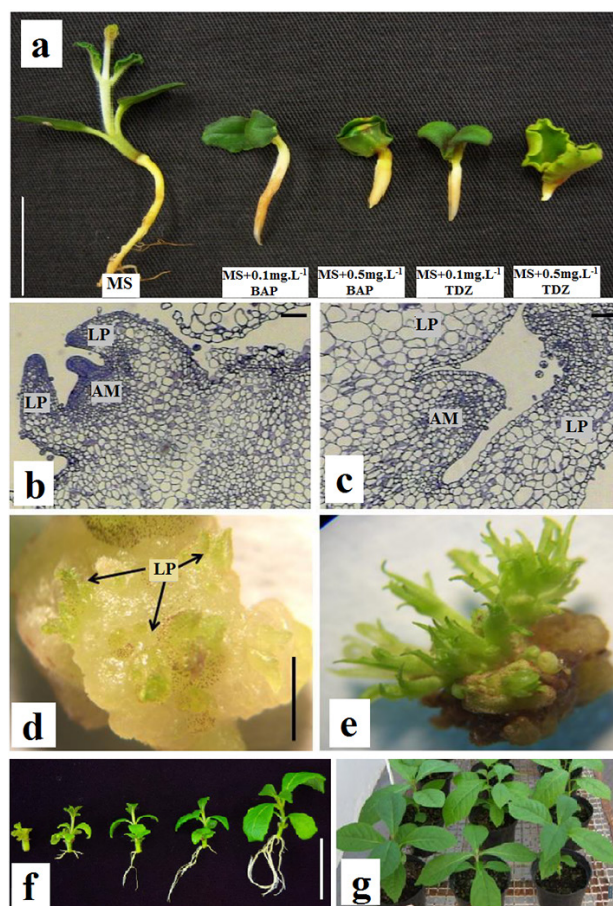 a
MS
MS+0.1mg.L⁻¹
BAP
MS+0.5mg.L⁻¹
BAP
MS+0.1mg.L⁻¹
TDZ
MS+0.5mg.L⁻¹
TDZ
LP
AM
LP
b
LP
AM
LP
c
LP
d
e
f
g